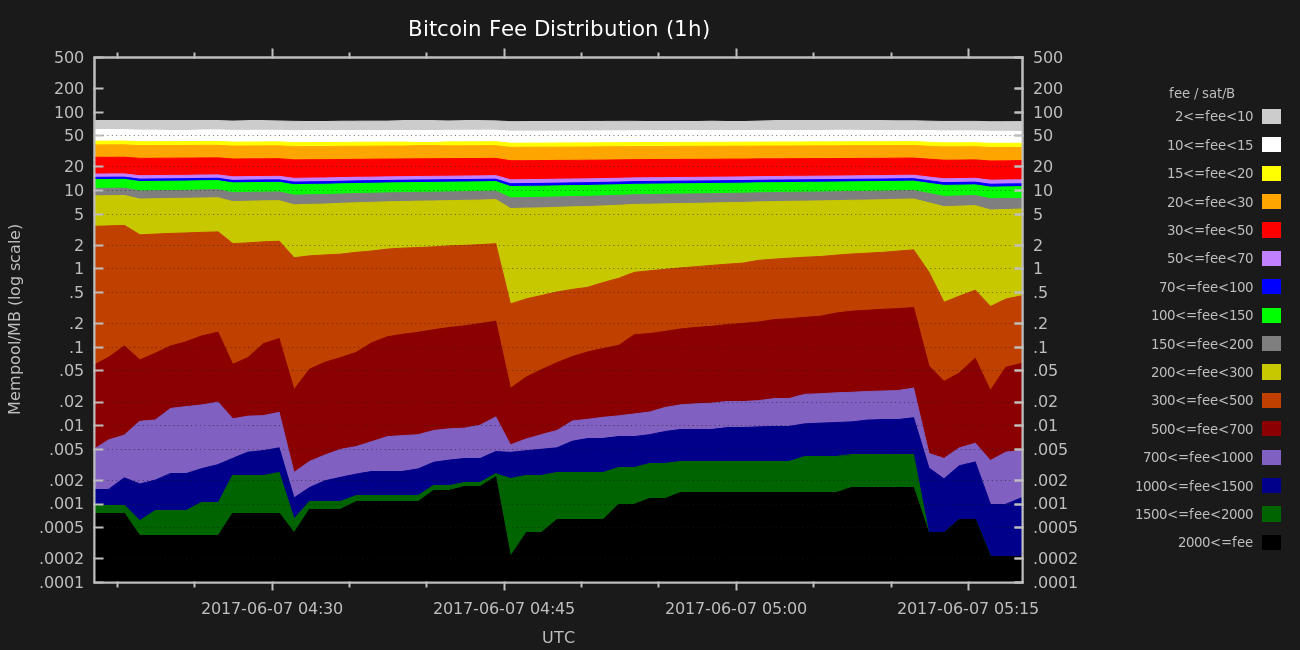 Bitcoin Fee Distribution (1h)
500
200
100
50
20
10
5
2
1
.5
.2
.1
.05
.02
.01
.005
.002
.001
.0005
.0002
.0001
Mempool/MB (log scale)
500
200
100
50
20
10
5
2
1
.5
.2
.1
.05
.02
.01
.005
.002
.001
.0005
.0002
.0001
2017-06-07 04:30
2017-06-07 04:45
2017-06-07 05:00
2017-06-07 05:15
UTC
fee / sat/B
2<=fee<10
10<=fee<15
15<=fee<20
20<=fee<30
30<=fee<50
50<=fee<70
70<=fee<100
100<=fee<150
150<=fee<200
200<=fee<300
300<=fee<500
500<=fee<700
700<=fee<1000
1000<=fee<1500
1500<=fee<2000
2000<=fee